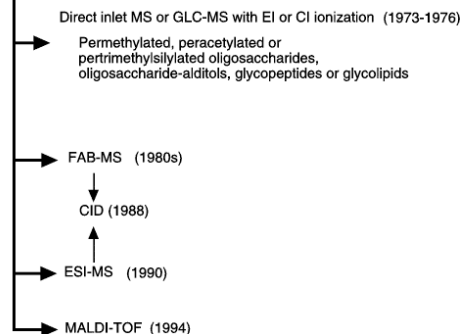 Direct inlet MS or GLC-MS with EI or CI ionization (1973-1976)
Permethylated, peracetylated or
pertrimethylsilylated oligosaccharides,
oligosaccharide-alditols, glycopeptides or glycolipids
FAB-MS (1980s)
CID (1988)
ESI-MS (1990)
MALDI-TOF (1994)